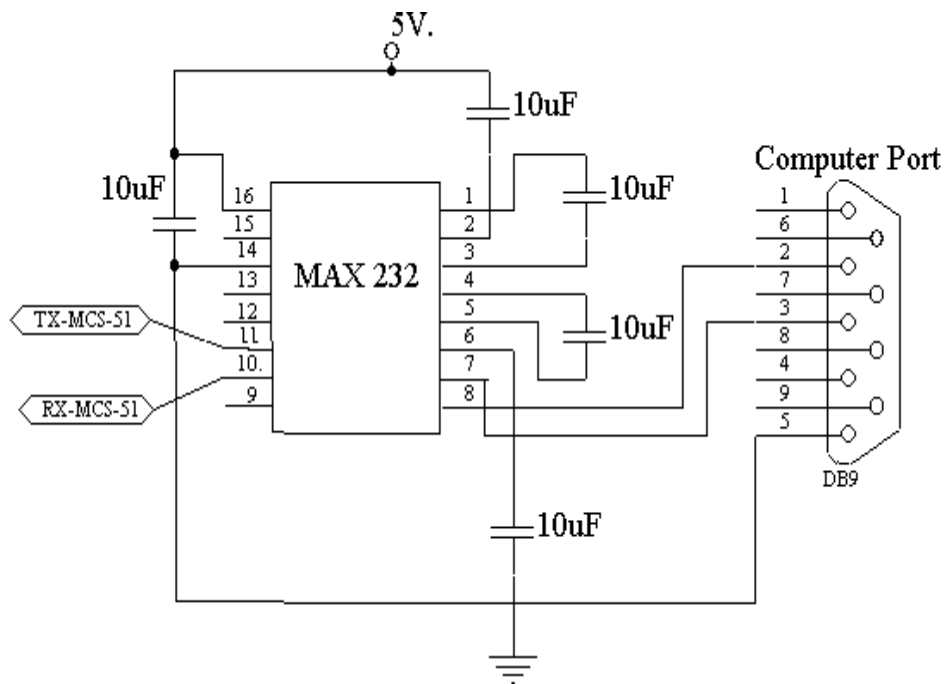 5V.
10uF
Computer Port
10uF
10uF
16
15
14
13
12
11
10.
9
MAX 232
1
2
3
4
5
6
7
8
10uF
1
6
2
7
3
8
4
9
5
TX-MCS-51
RX-MCS-51
DB9
10uF